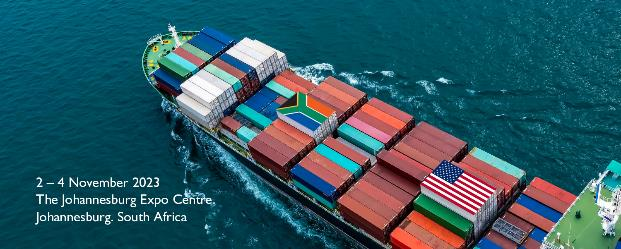 2 – 4 November 2023
The Johannesburg Expo Centre
Johannesburg. South Africa